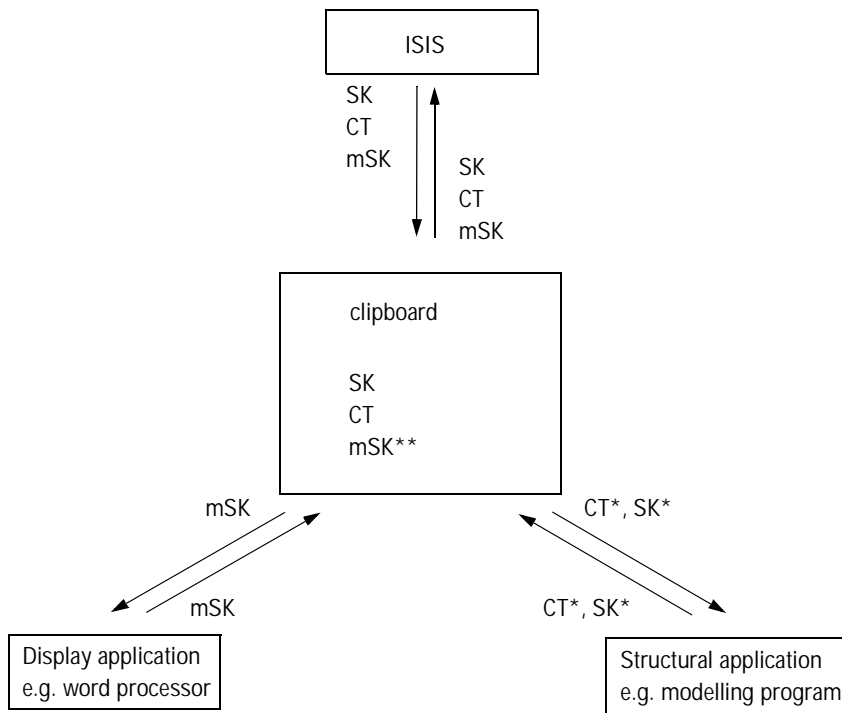 ISIS
SK
CT
mSK
SK
CT
mSK
clipboard
SK
CT
mSK**
mSK
CT*, SK*
mSK
CT*, SK*
Display application
e.g. word processor
Structural application
e.g. modelling program